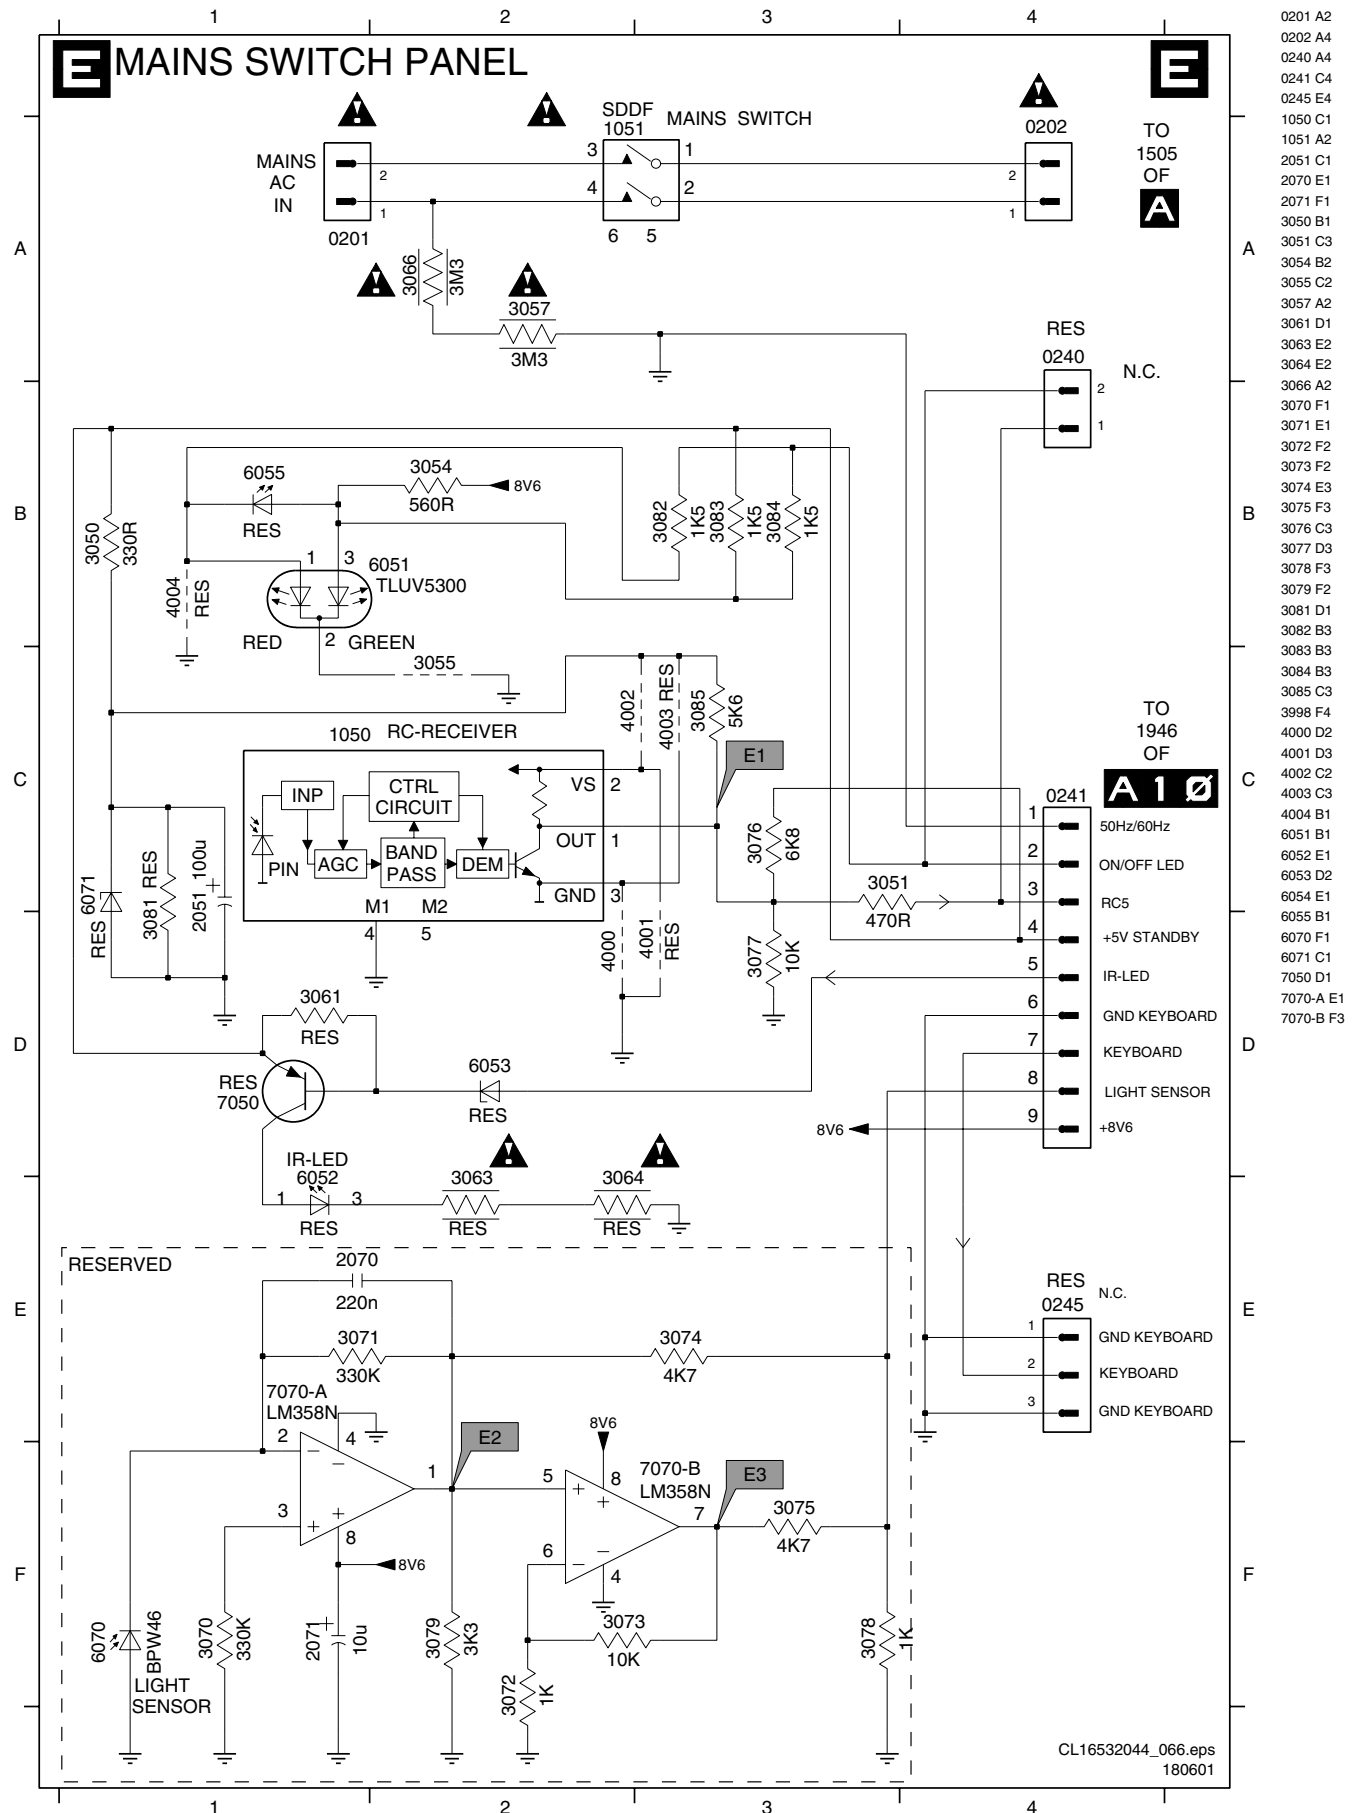 1 2 3 4
E MAINS SWITCH PANEL E
SDDF
1051
MAINS SWITCH
0202
TO
1505
OF
A
MAINS
AC
IN
2
1
0201
3 1
4 2
6 5
2
1
A A
3066
3M3
3057
3M3
RES
0240
N.C.
2
1
6055
RES
3054
560R
8V6
B B
3050
330R
3082
1K5
3083
1K5
3084
1K5
4004
RES
1 3
6051
TLUV5300
RED 2 GREEN
3055
4002
4003 RES
3085
5K6
TO
1946
OF
A 1 0
1050 RC-RECEIVER
E1
C C
INP
CTRL
CIRCUIT
VS 2
OUT 1
PIN
AGC
BAND
PASS
DEM
GND 3
M1 M2
4 5
3076
6K8
3051
470R
0241
1 50Hz/60Hz
2 ON/OFF LED
3 RC5
4 +5V STANDBY
5 IR-LED
6 GND KEYBOARD
7 KEYBOARD
8 LIGHT SENSOR
9 +8V6
8V6
RES 6071
3081 RES
2051 100u
+
4000
4001
RES
3077
10K
3061
RES
D D
RES
7050
6053
RES
IR-LED
6052
1 3
RES
3063
RES
3064
RES
RESERVED
2070
220n
RES
0245
N.C.
E E
1 GND KEYBOARD
2 KEYBOARD
3 GND KEYBOARD
3071
330K
3074
4K7
7070-A
LM358N
2 4
3 8
1
E2
8V6
7070-B
LM358N
5 8
6 4
7
E3
3075
4K7
8V6
F F
6070
BPW46
LIGHT
SENSOR
3070
330K
2071
10u
+
3079
3K3
3073
10K
3072
1K
3078
1K
CL16532044_066.eps
180601
1 2 3 4
0201 A2
0202 A4
0240 A4
0241 C4
0245 E4
1050 C1
1051 A2
2051 C1
2070 E1
2071 F1
3050 B1
3051 C3
3054 B2
3055 C2
3057 A2
3061 D1
3063 E2
3064 E2
3066 A2
3070 F1
3071 E1
3072 F2
3073 F2
3074 E3
3075 F3
3076 C3
3077 D3
3078 F3
3079 F2
3081 D1
3082 B3
3083 B3
3084 B3
3085 C3
3998 F4
4000 D2
4001 D3
4002 C2
4003 C3
4004 B1
6051 B1
6052 E1
6053 D2
6054 E1
6055 B1
6070 F1
6071 C1
7050 D1
7070-A E1
7070-B F3